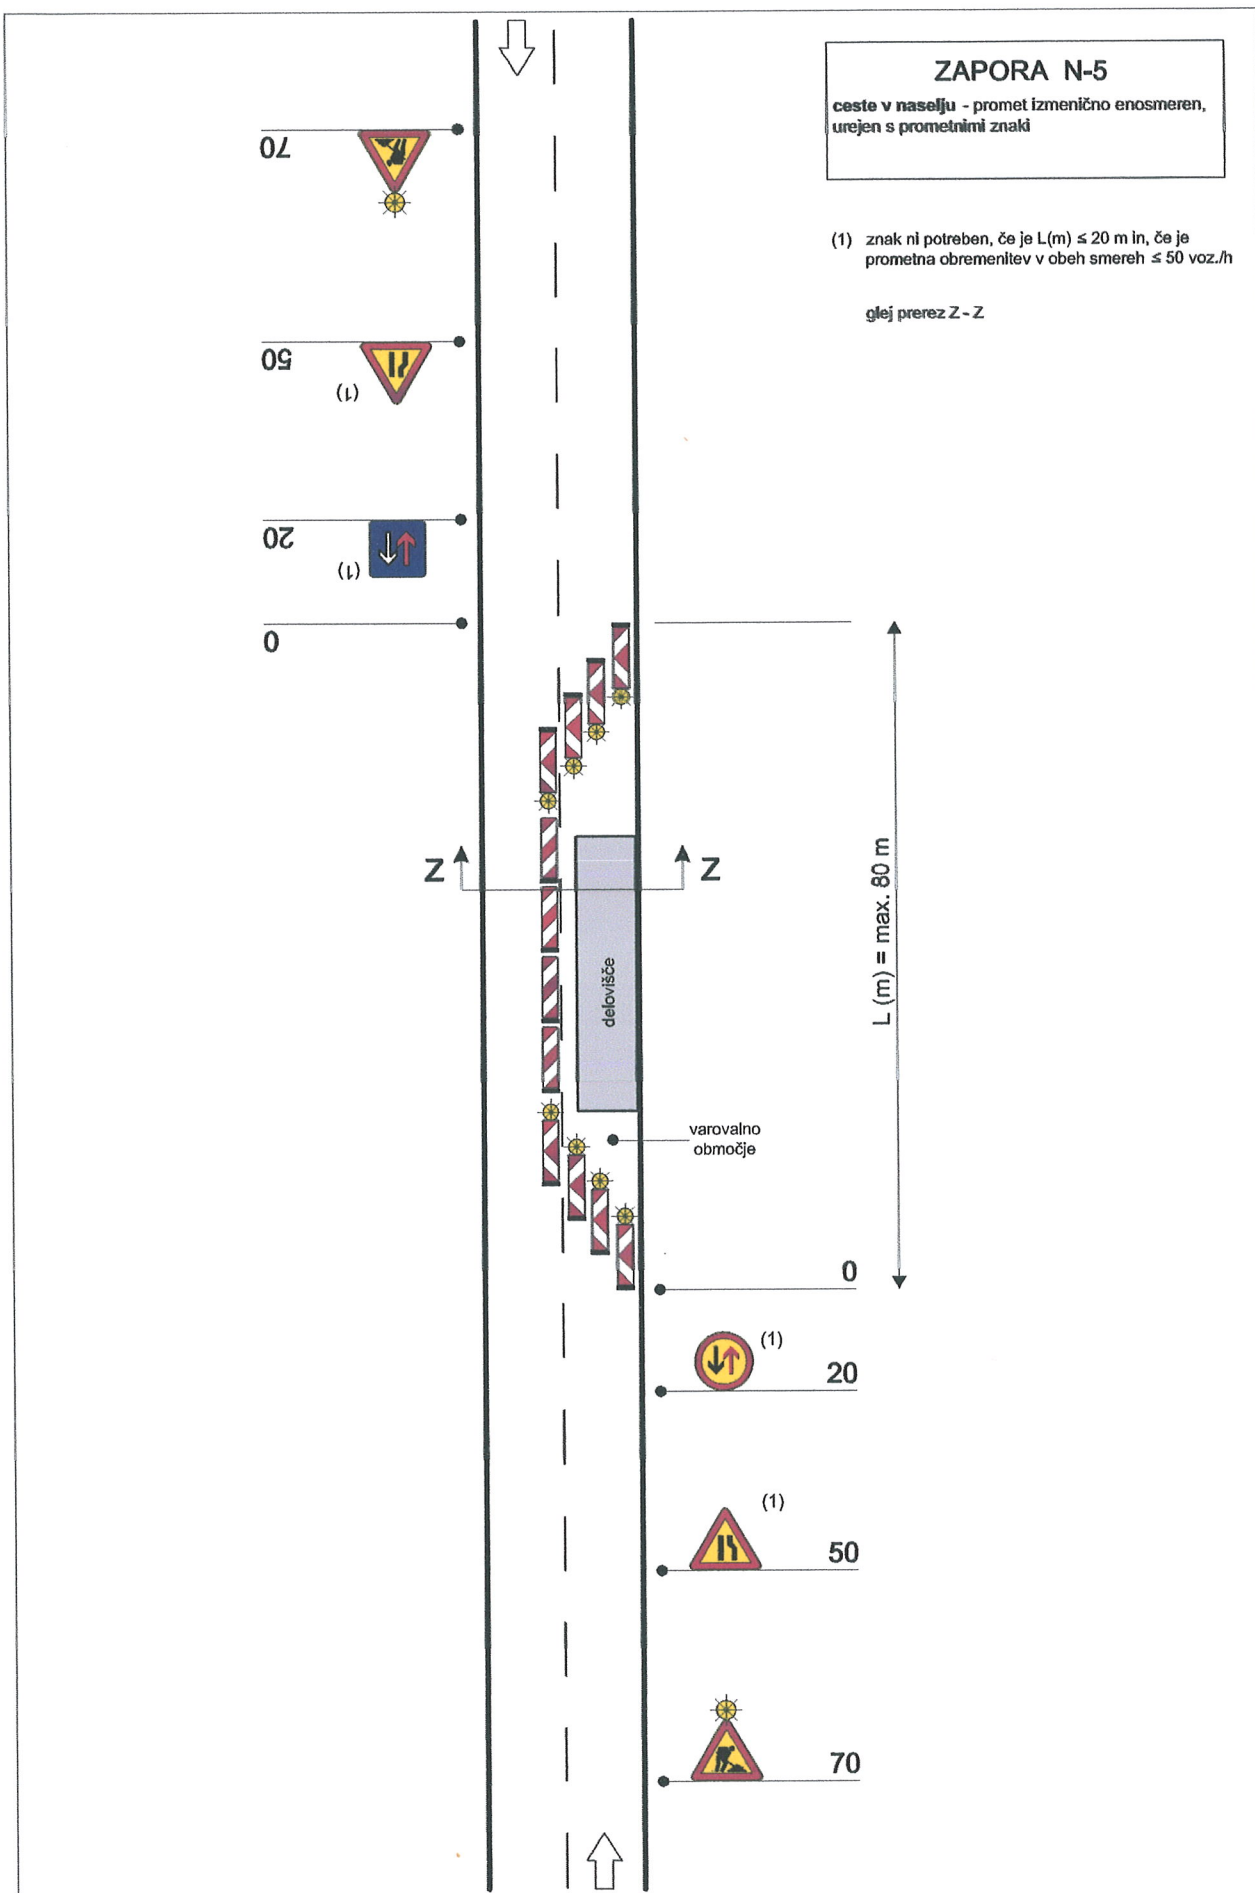 ZAPORA N-5
ceste v naselju - promet izmenično enosmeren,
urejen s prometnimi znaki
(1) znak ni potreben, če je L(m) ≤ 20 m in, če je
prometna obremenitev v obeh smereh ≤ 50 voz./h
glej prerez Z - Z
70
50
(1)
20
(1)
0
Z
Z
L (m) = max. 80 m
delovišče
varovalno
območje
0
(1)
20
(1)
50
70